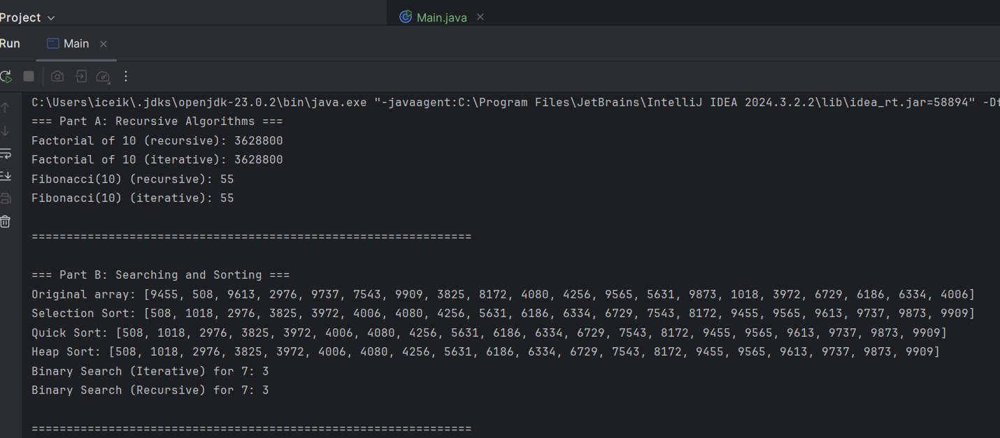 Project
Main.java
Run
Main
C:\Users\iceik\.jdks\openjdk-23.0.2\bin\java.exe "-javaagent:C:\Program Files\JetBrains\IntelliJ IDEA 2024.3.2.2\lib\idea_rt.jar=58894" -Df
=== Part A: Recursive Algorithms ===
Factorial of 10 (recursive): 3628800
Factorial of 10 (iterative): 3628800
Fibonacci(10) (recursive): 55
Fibonacci(10) (iterative): 55
===============================================================
=== Part B: Searching and Sorting ===
Original array: [9455, 508, 9613, 2976, 9737, 7543, 9909, 3825, 8172, 4080, 4256, 9565, 5631, 9873, 1018, 3972, 6729, 6186, 6334, 4006]
Selection Sort: [508, 1018, 2976, 3825, 3972, 4006, 4080, 4256, 5631, 6186, 6334, 6729, 7543, 8172, 9455, 9565, 9613, 9737, 9873, 9909]
Quick Sort: [508, 1018, 2976, 3825, 3972, 4006, 4080, 4256, 5631, 6186, 6334, 6729, 7543, 8172, 9455, 9565, 9613, 9737, 9873, 9909]
Heap Sort: [508, 1018, 2976, 3825, 3972, 4006, 4080, 4256, 5631, 6186, 6334, 6729, 7543, 8172, 9455, 9565, 9613, 9737, 9873, 9909]
Binary Search (Iterative) for 7: 3
Binary Search (Recursive) for 7: 3
===============================================================